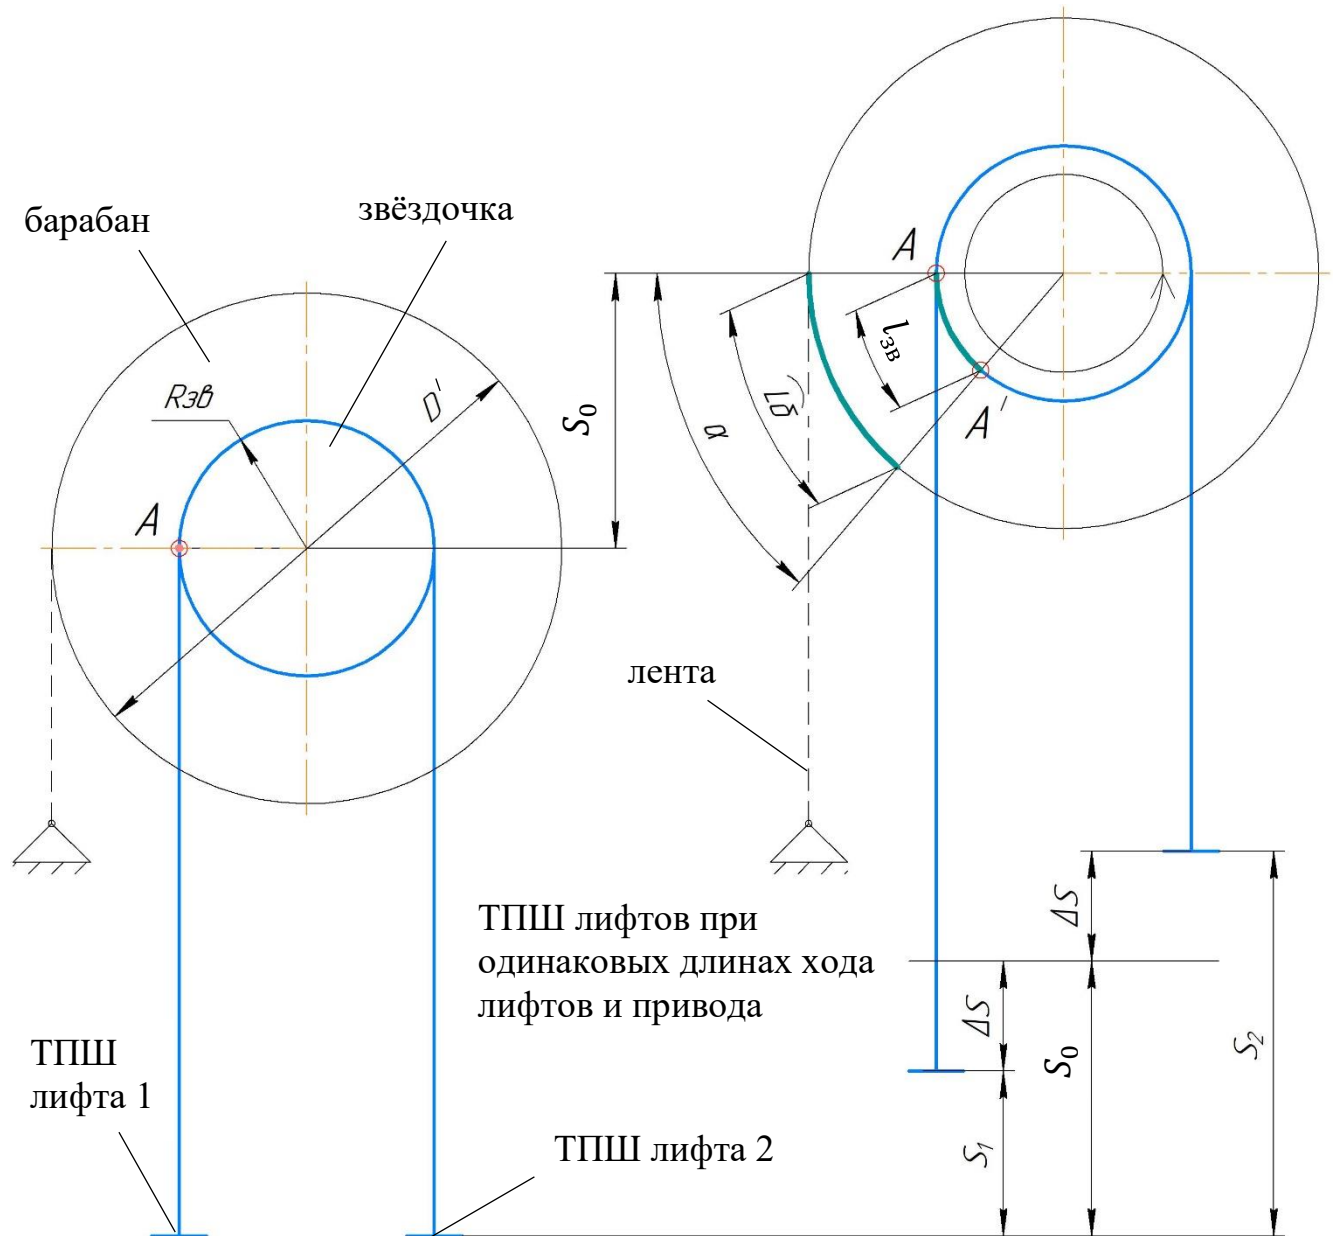 барабан
звёздочка
Rзв
D'
A
S₀
A
lзв
Lб
α
A'
лента
ТПШ лифтов при
одинаковых длинах хода
лифтов и привода
ТПШ
лифта 1
ТПШ лифта 2
ΔS
ΔS
S₀
S₁
S₂